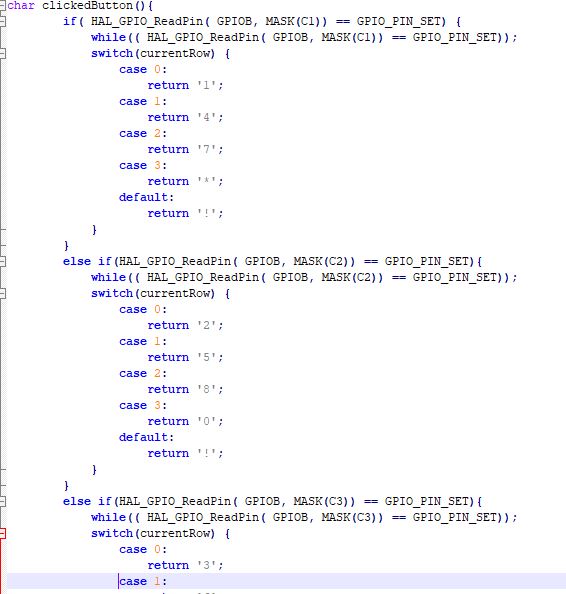 char clickedButton(){
if( HAL_GPIO_ReadPin( GPIOB, MASK(C1)) == GPIO_PIN_SET) {
while(( HAL_GPIO_ReadPin( GPIOB, MASK(C1)) == GPIO_PIN_SET));
switch(currentRow) {
case 0:
return '1';
case 1:
return '4';
case 2:
return '7';
case 3:
return '*';
default:
return '!';
}
}
else if(HAL_GPIO_ReadPin( GPIOB, MASK(C2)) == GPIO_PIN_SET){
while(( HAL_GPIO_ReadPin( GPIOB, MASK(C2)) == GPIO_PIN_SET));
switch(currentRow) {
case 0:
return '2';
case 1:
return '5';
case 2:
return '8';
case 3:
return '0';
default:
return '!';
}
}
else if(HAL_GPIO_ReadPin( GPIOB, MASK(C3)) == GPIO_PIN_SET){
while(( HAL_GPIO_ReadPin( GPIOB, MASK(C3)) == GPIO_PIN_SET));
switch(currentRow) {
case 0:
return '3';
case 1: